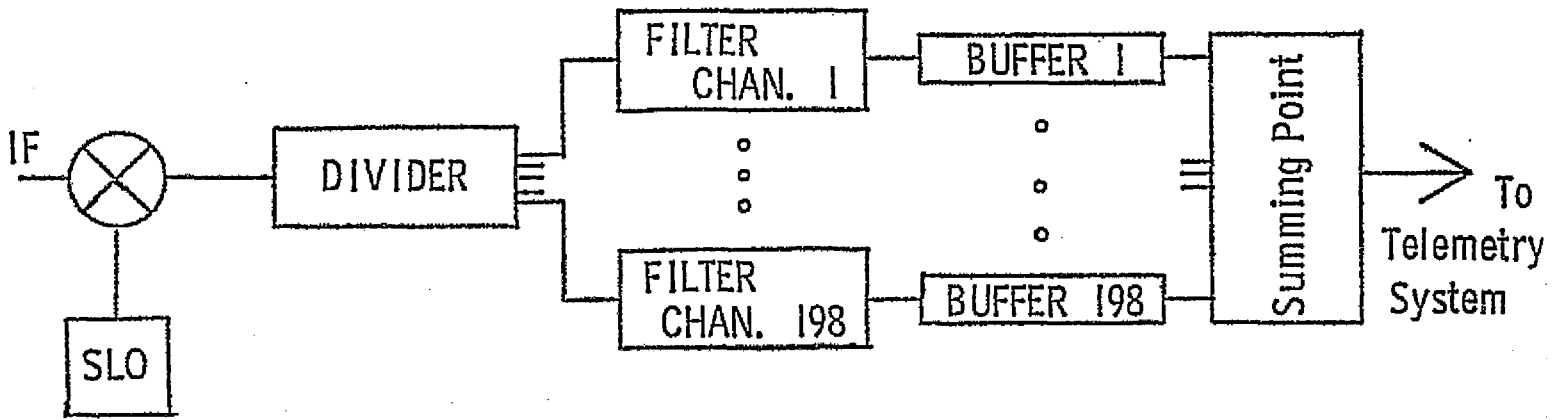 IF
DIVIDER
SLO
FILTER
CHAN. 1
BUFFER 1
FILTER
CHAN. 198
BUFFER 198
Summing Point
To
Telemetry
System